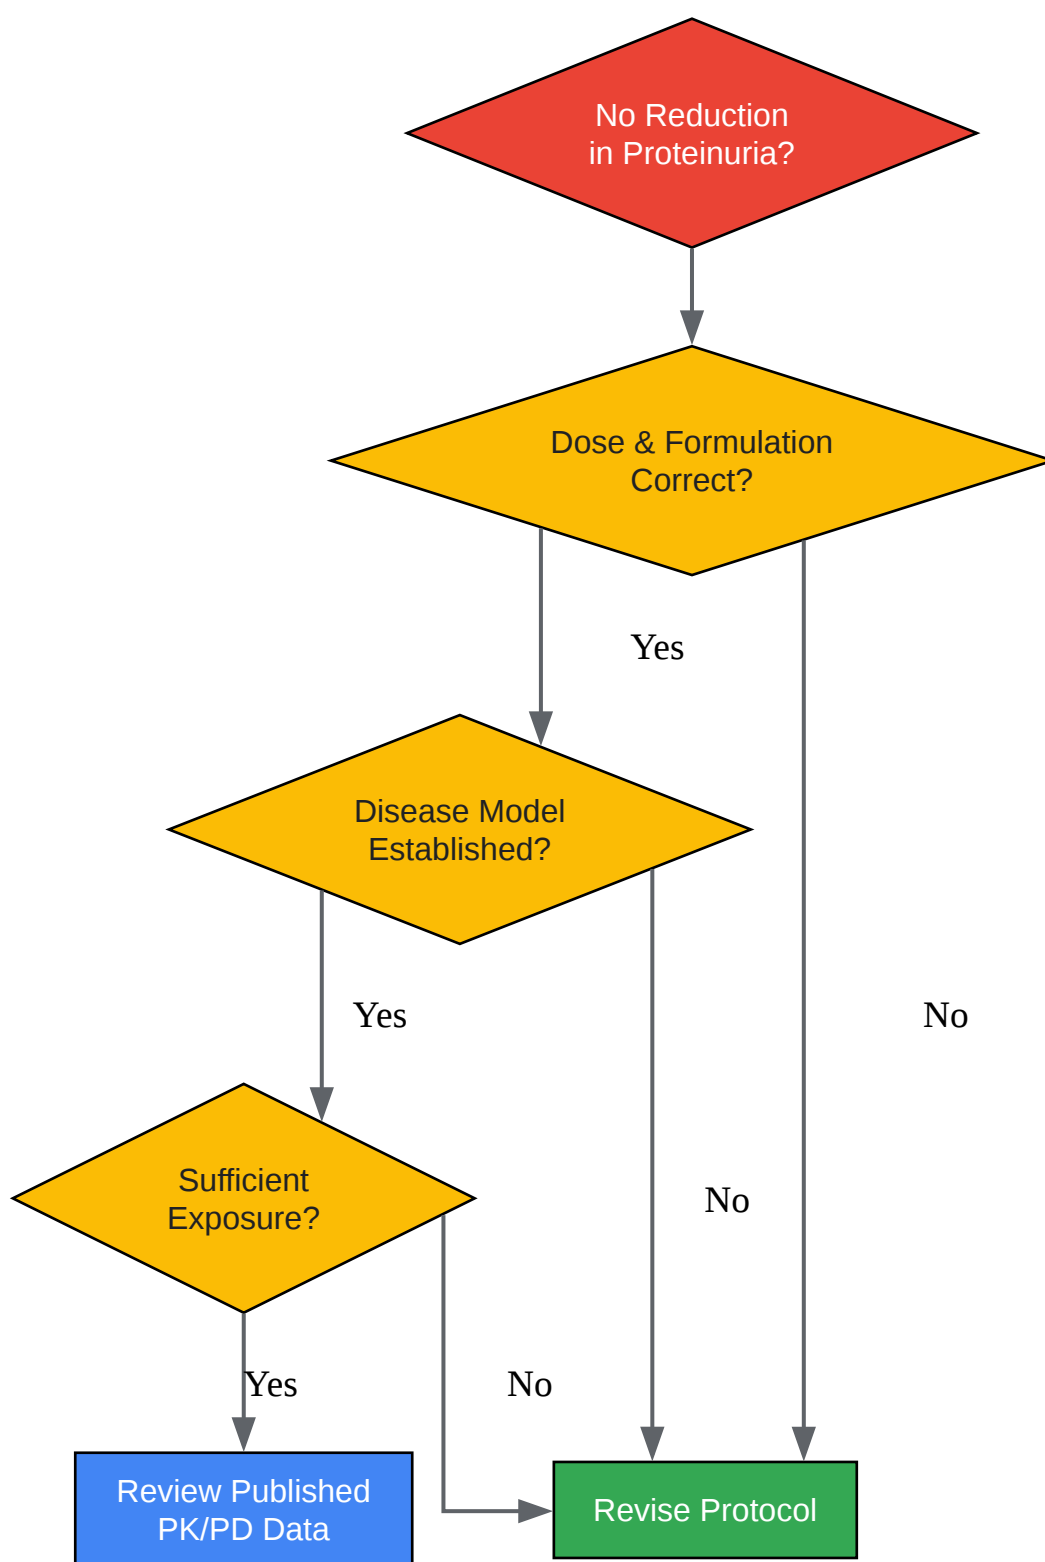 No Reduction
in Proteinuria?
Dose & Formulation
Correct?
Yes
Disease Model
Established?
Yes
No
Sufficient
Exposure?
No
Yes
No
Review Published
PK/PD Data
Revise Protocol